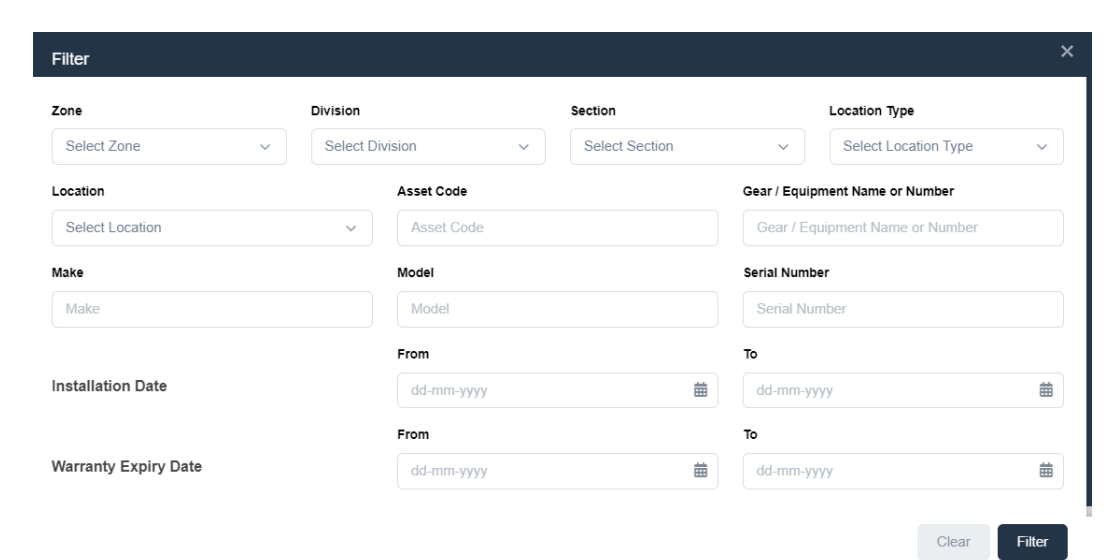 Filter
Zone Division Section Location Type
Select Zone Select Division Select Section Select Location Type
Location Asset Code Gear / Equipment Name or Number
Select Location Asset Code Gear / Equipment Name or Number
Make Model Serial Number
Make Model Serial Number
From To
Installation Date dd-mm-yyyy dd-mm-yyyy
From To
Warranty Expiry Date dd-mm-yyyy dd-mm-yyyy
Clear Filter